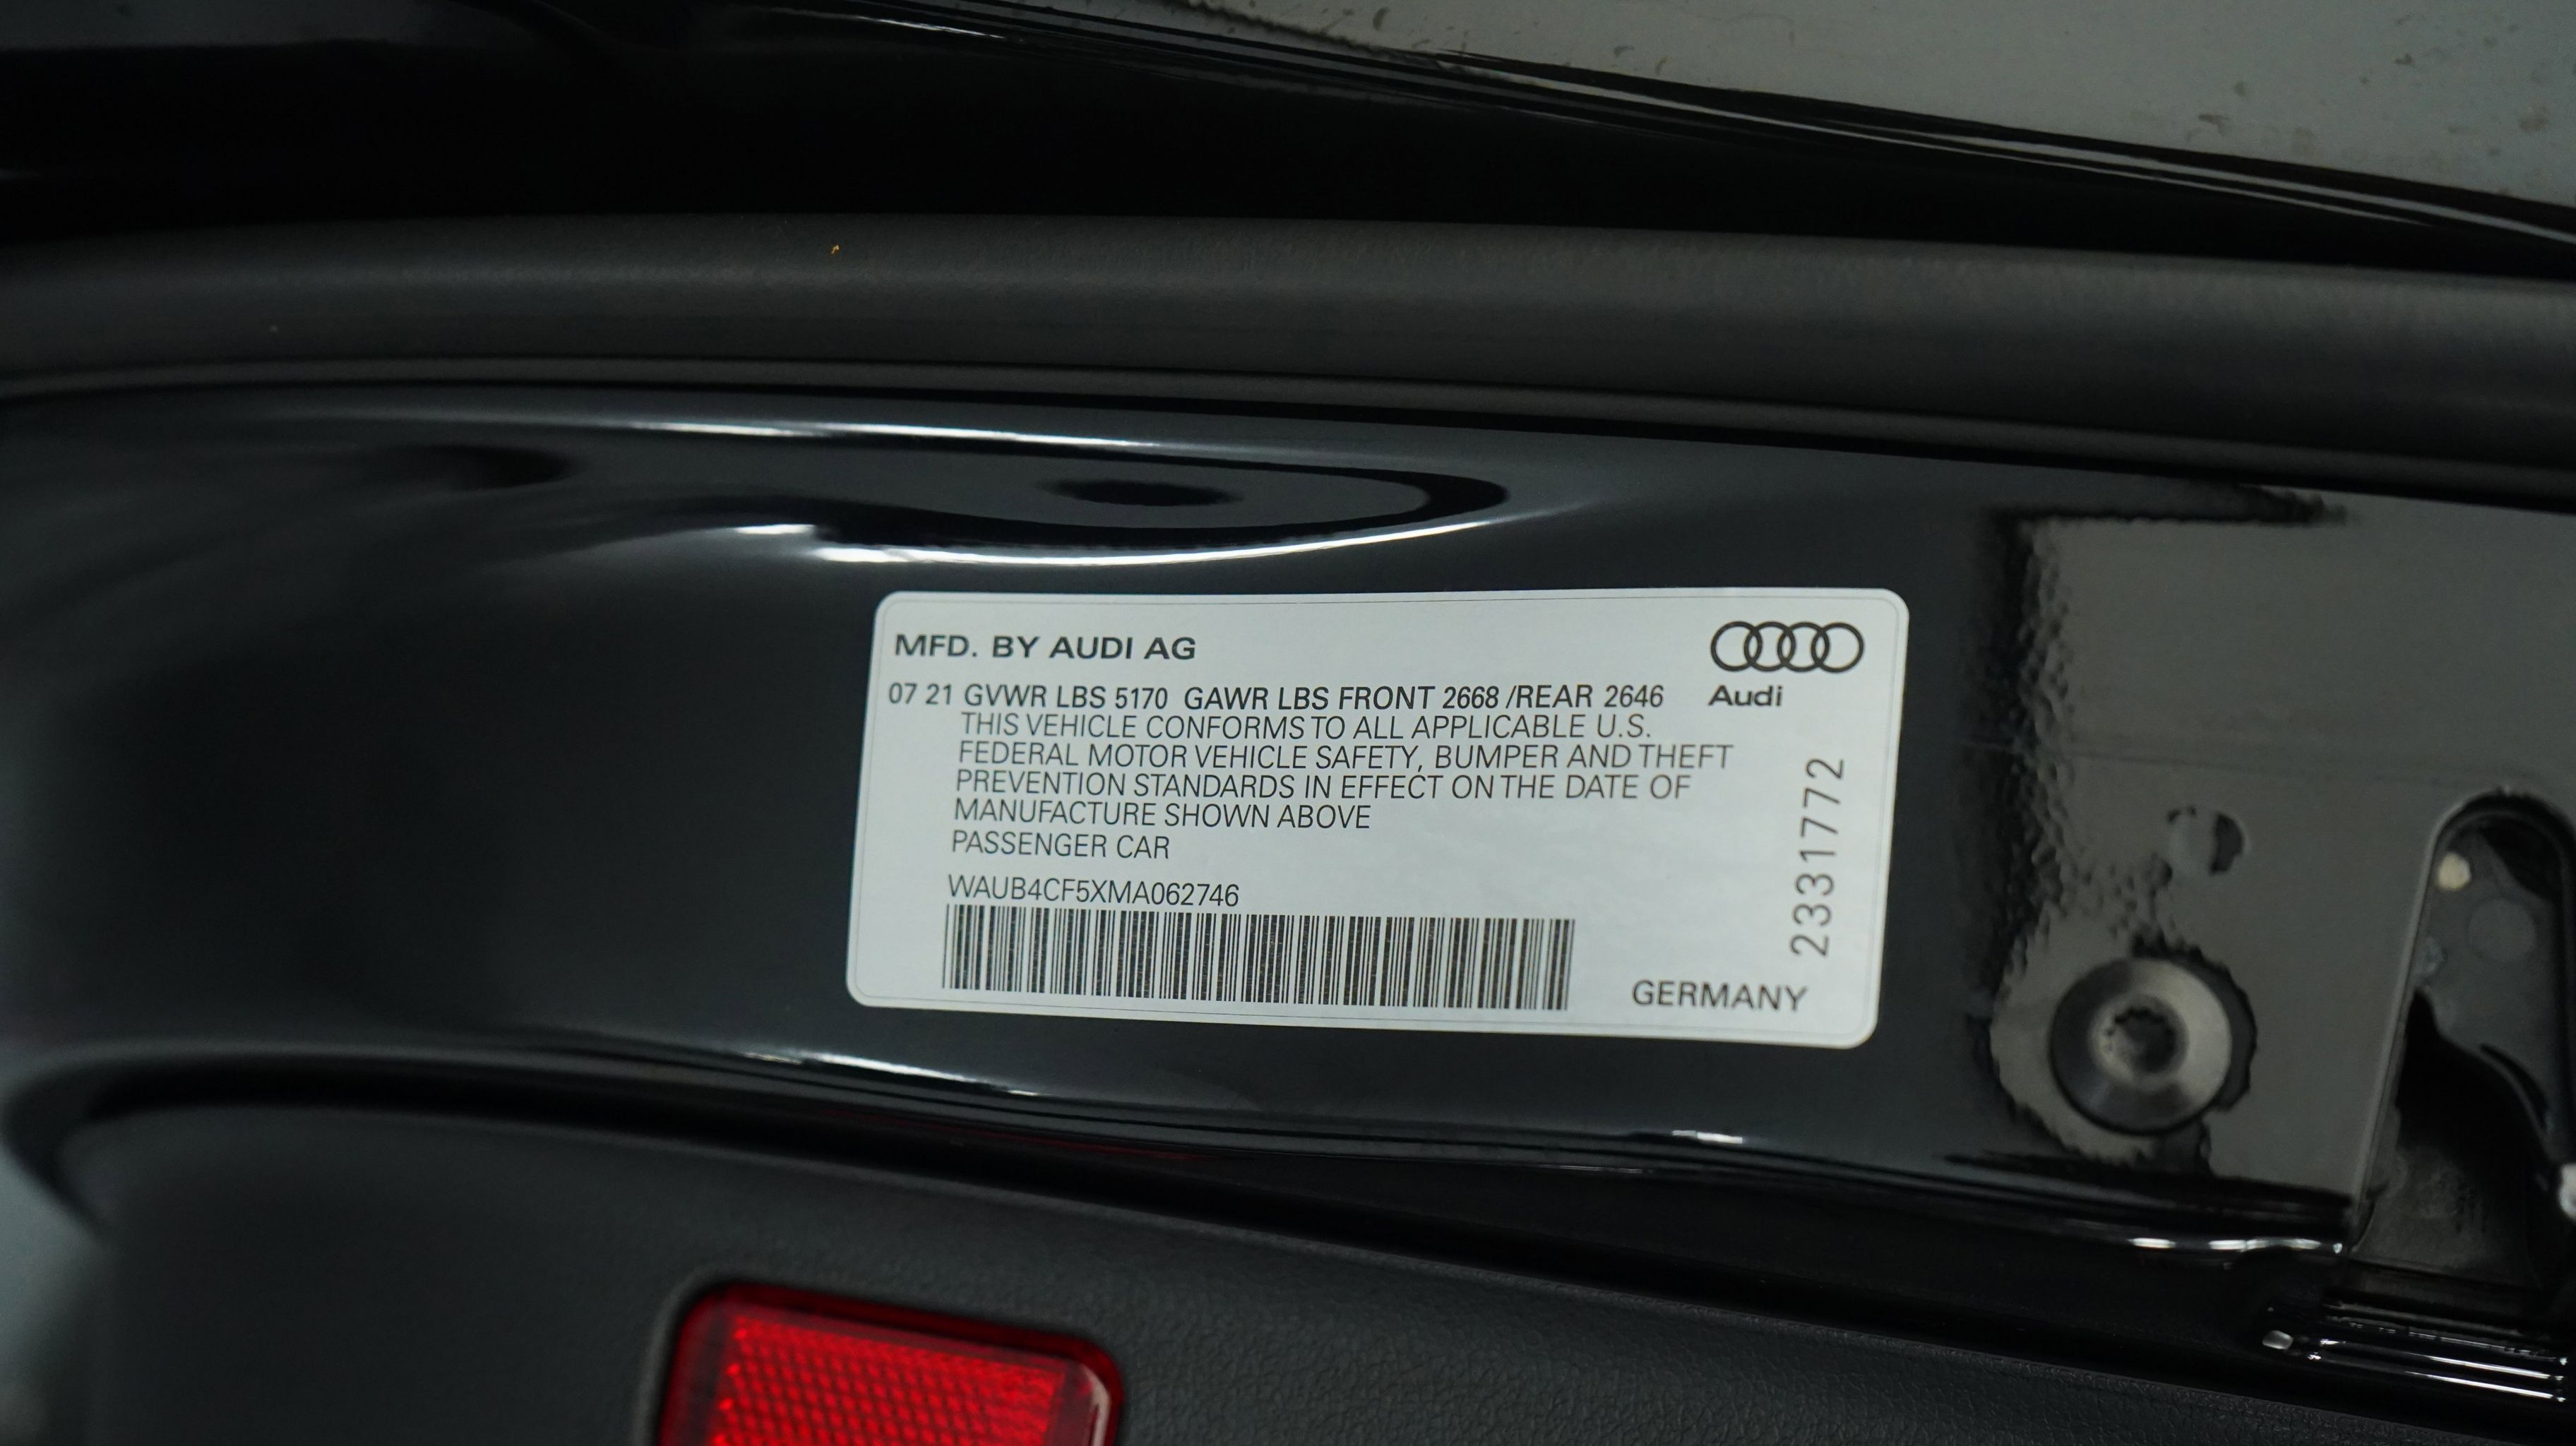 MFD. BY AUDI AG
07 21 GVWR LBS 5170 GAWR LBS FRONT 2668 /REAR 2646
Audi
THIS VEHICLE CONFORMS TO ALL APPLICABLE U.S.
FEDERAL MOTOR VEHICLE SAFETY, BUMPER AND THEFT
PREVENTION STANDARDS IN EFFECT ON THE DATE OF
MANUFACTURE SHOWN ABOVE
PASSENGER CAR
WAUB4CF5XMA062746
2331772
GERMANY